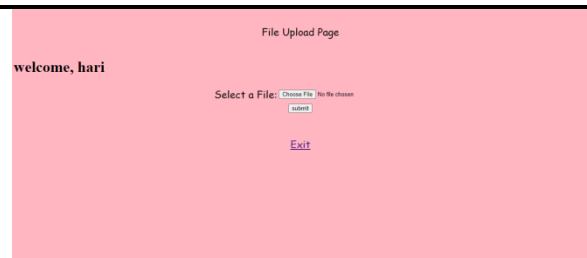 File Upload Page
welcome, hari
Select a File: Choose File No file chosen
submit
Exit